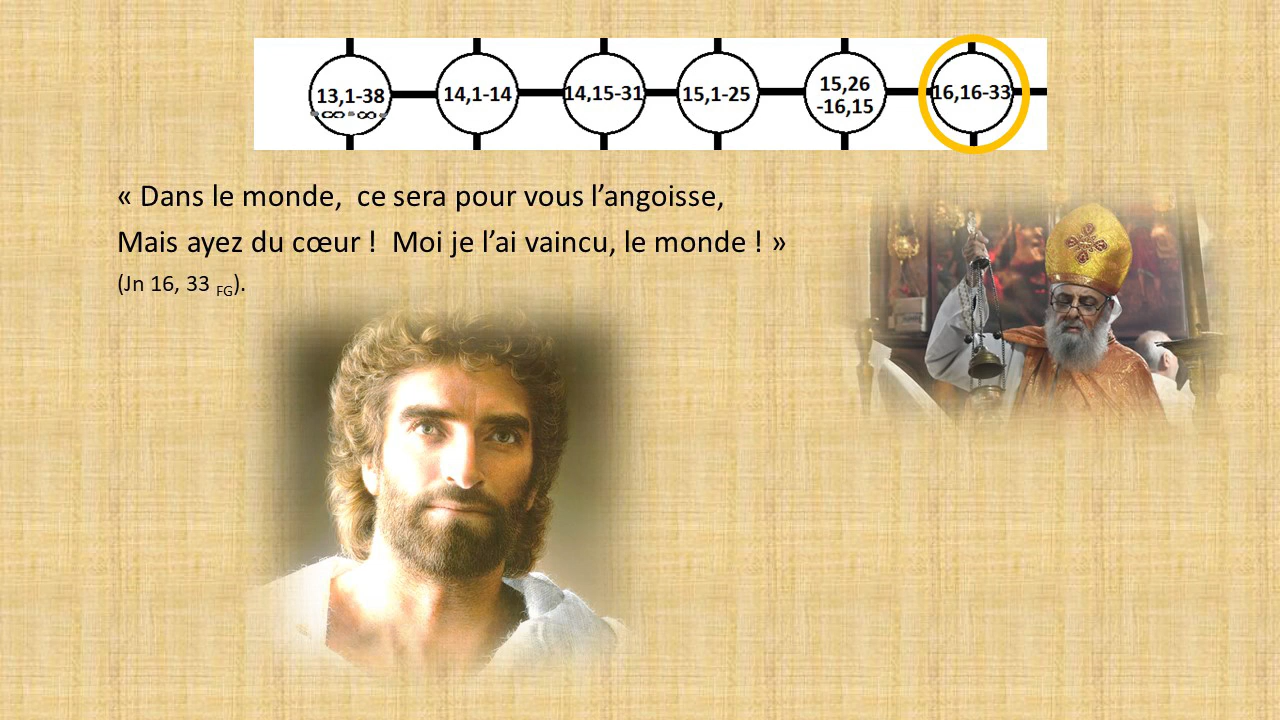 13,1-38 14,1-14 14,15-31 15,1-25 15,26 -16,15 16,16-33
∞ ∞
« Dans le monde,  ce sera pour vous l’angoisse,
Mais ayez du cœur !  Moi je l’ai vaincu, le monde ! »
(Jn 16, 33 FG).